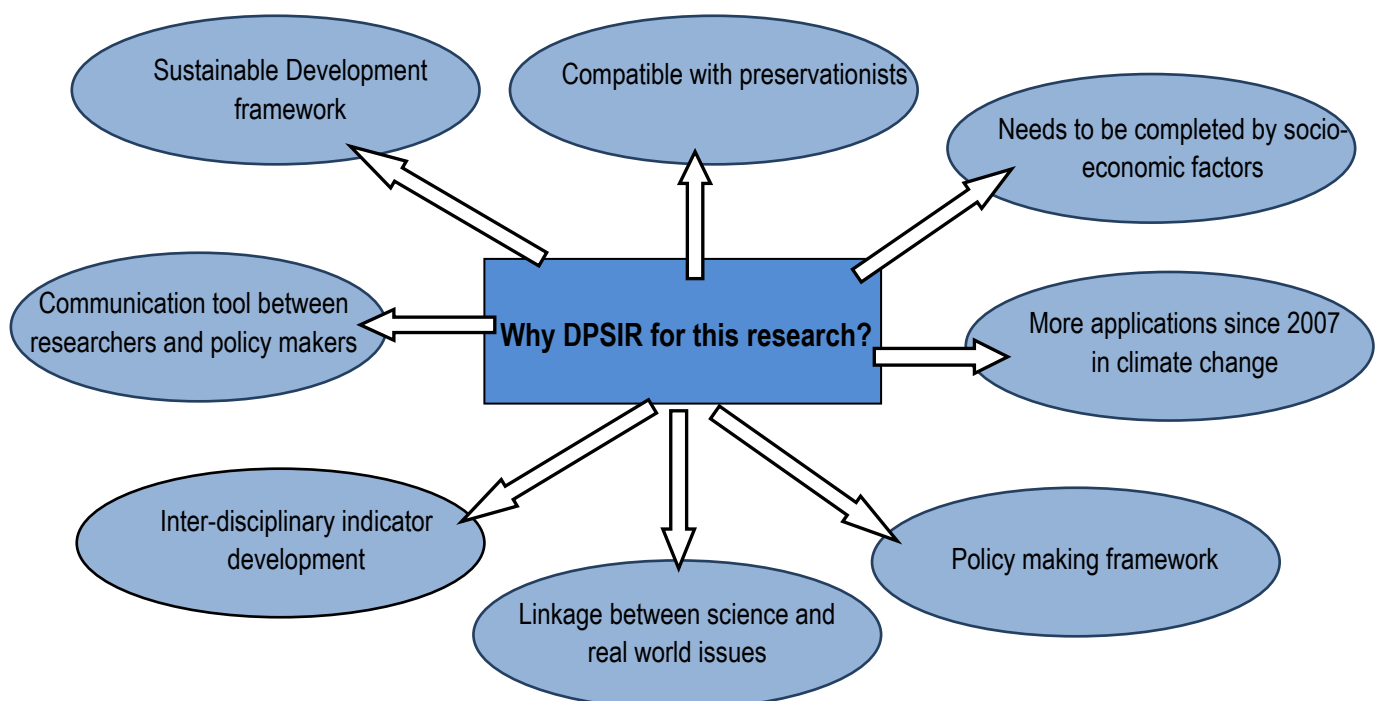 Sustainable Development
framework
Compatible with preservationists
Needs to be completed by socio-
economic factors
Communication tool between
researchers and policy makers
Why DPSIR for this research?
More applications since 2007
in climate change
Inter-disciplinary indicator
development
Linkage between science and
real world issues
Policy making framework